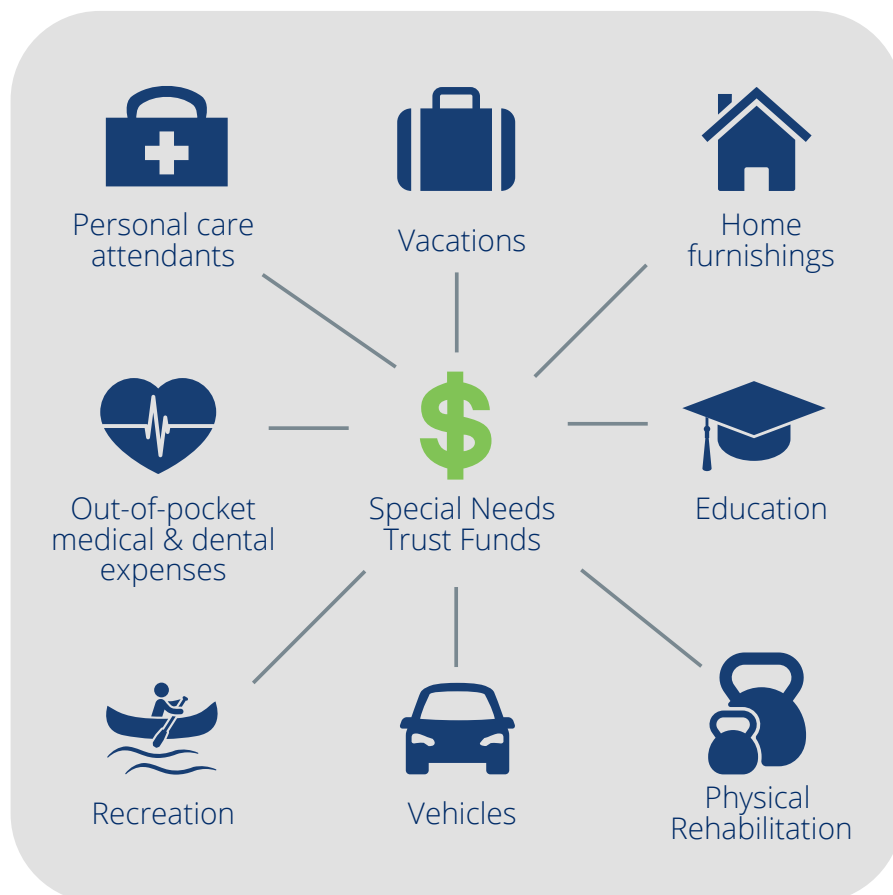 Personal care
attendants
Vacations
Home
furnishings
Out-of-pocket
medical & dental
expenses
$
Special Needs
Trust Funds
Education
Recreation
Vehicles
Physical
Rehabilitation